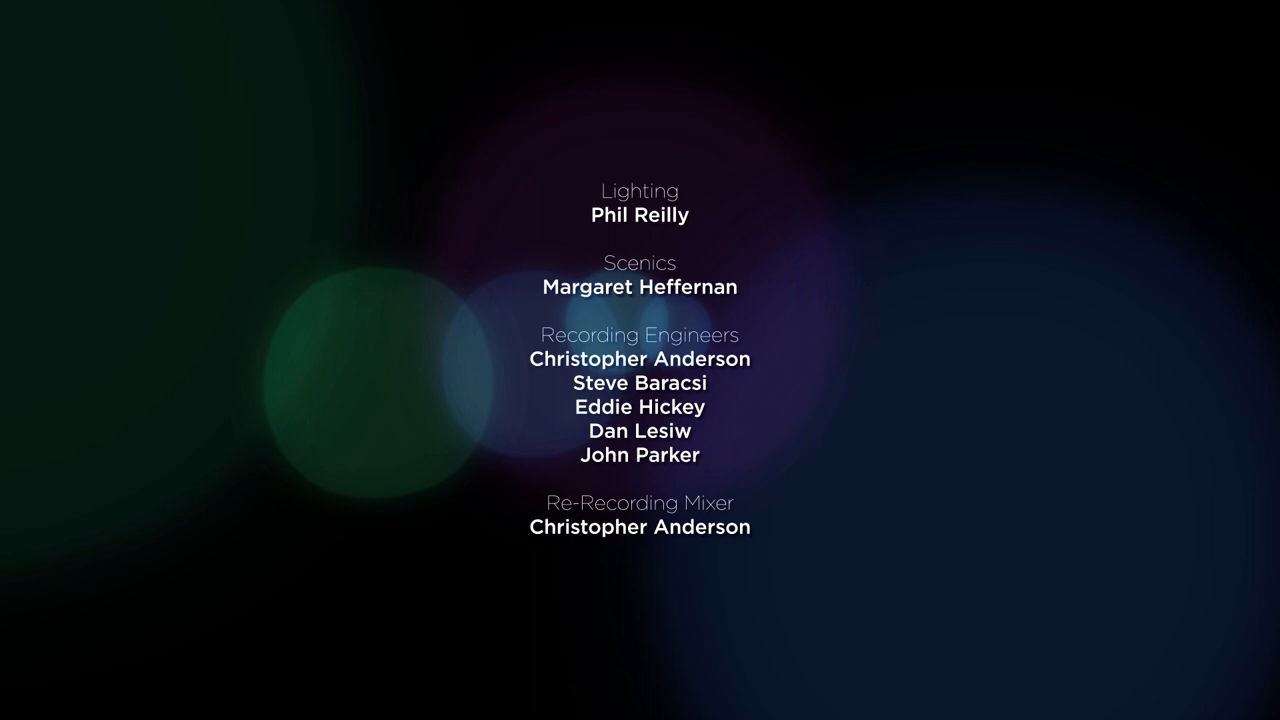 Lighting
Phil Reilly
Scenics
Margaret Heffernan
Recording Engineers
Christopher Anderson
Steve Baracsi
Eddie Hickey
Dan Lesiw
John Parker
Re-Recording Mixer
Christopher Anderson